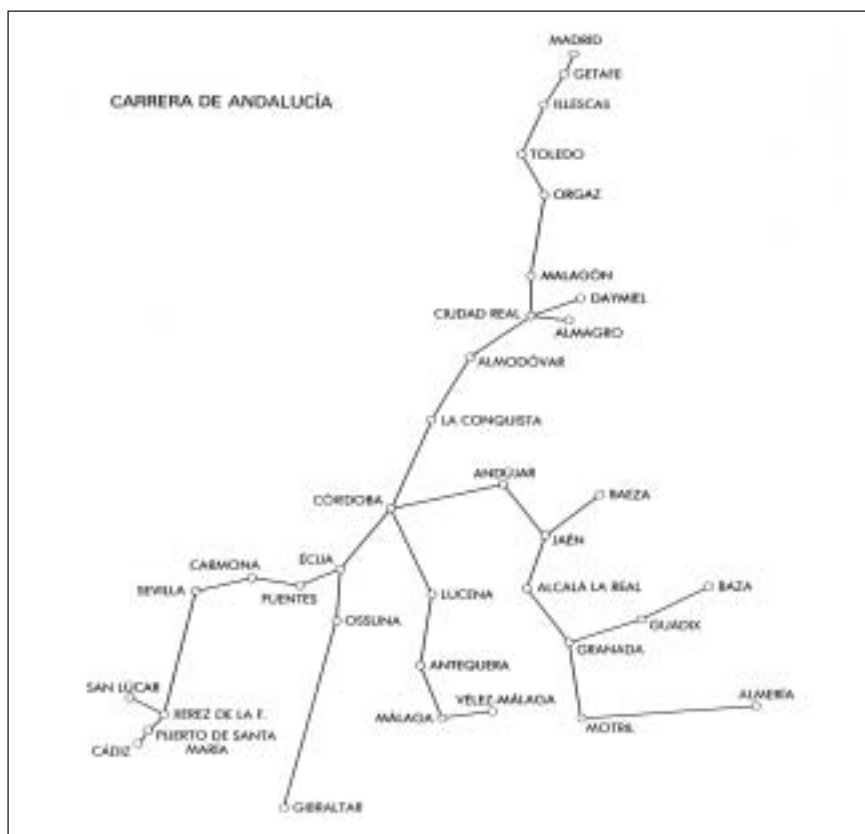 MADRID
GETAFE
CARRERA DE ANDALUCÍA
ILLESCAS
TOLEDO
ORGAZ
MALAGÓN
DAYMIEL
CIUDAD REAL
ALMAGRO
ALMODÓVAR
LA CONQUISTA
ANDÚJAR
CÓRDOBA
BAEZA
JAÉN
ÉCIJA
CARMONA
SEVILLA
FUENTES
LUCENA
ALCALÁ LA REAL
BAZA
OSSUNA
GUADIX
GRANADA
ANTEQUERA
SAN LÚCAR
VÉLEZ-MÁLAGA
ALMERÍA
XEREZ DE LA F.
MÁLAGA
MOTRIL
PUERTO DE SANTA
MARÍA
CÁDIZ
GIBRALTAR